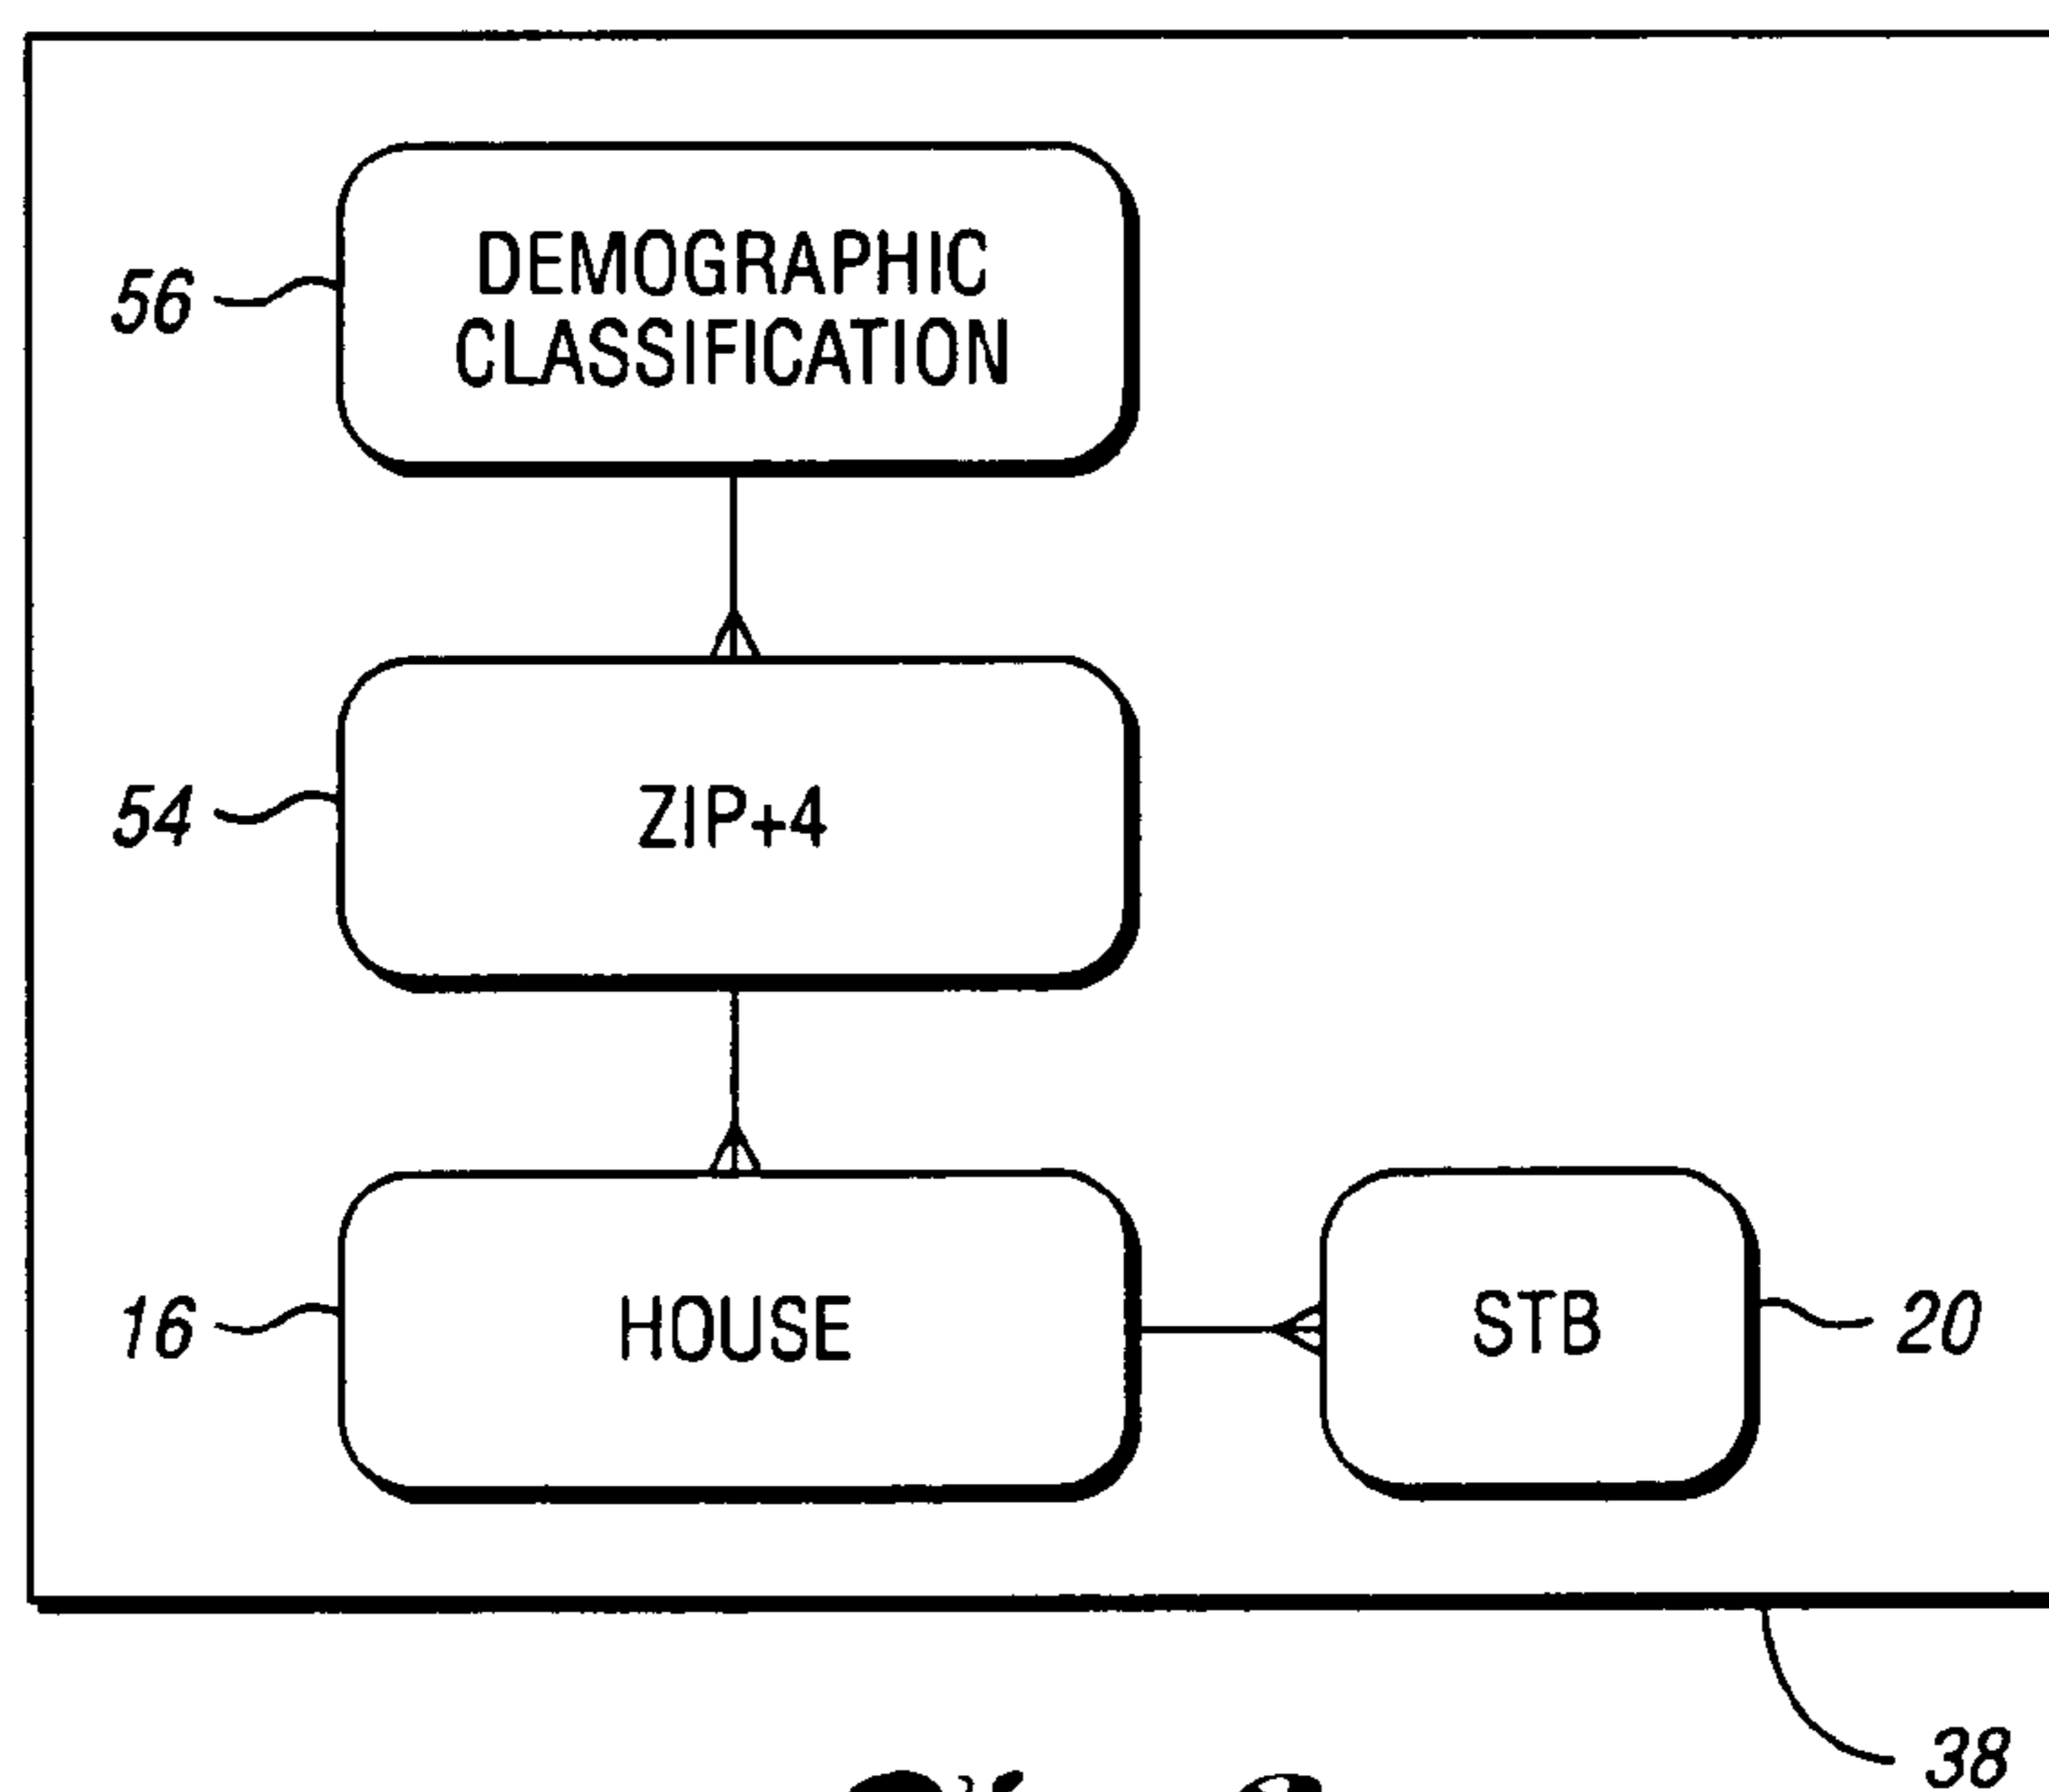 DEMOGRAPHIC
CLASSIFICATION
56
ZIP+4
54
HOUSE
16
STB
20
38